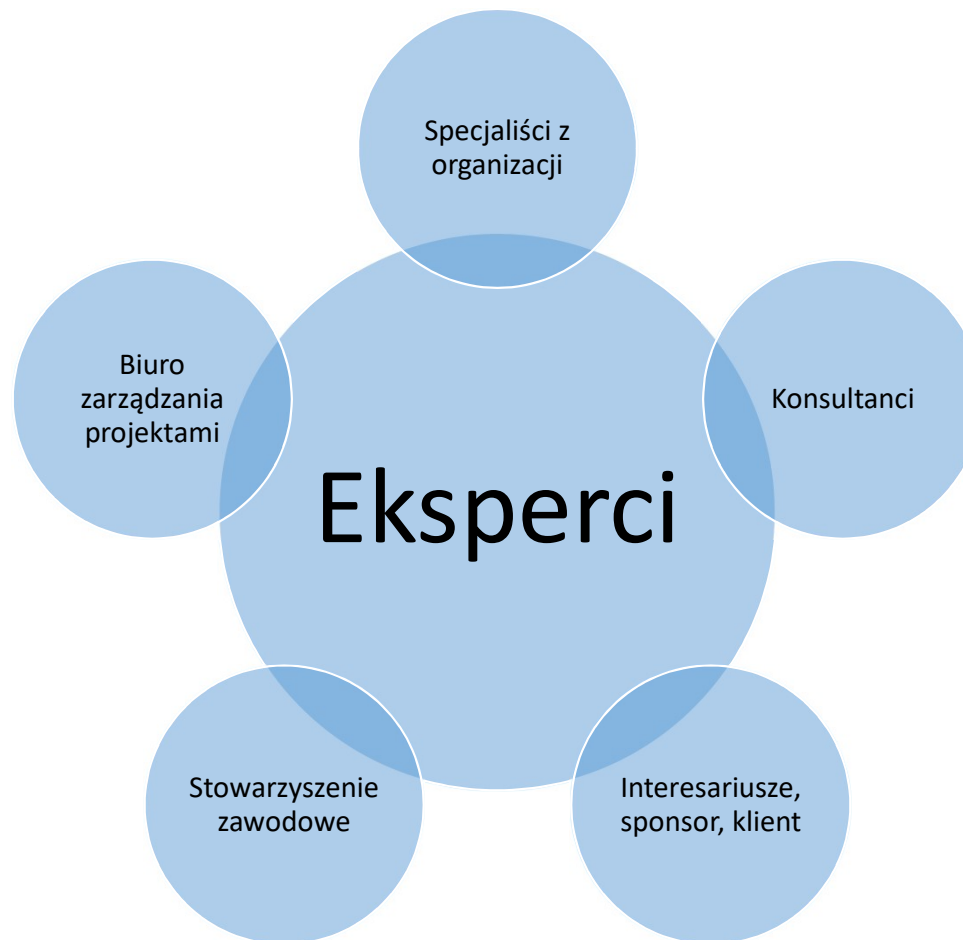 Specjaliści z
organizacji
Biuro
zarządzania
projektami
Konsultanci
Eksperci
Stowarzyszenie
zawodowe
Interesariusze,
sponsor, klient